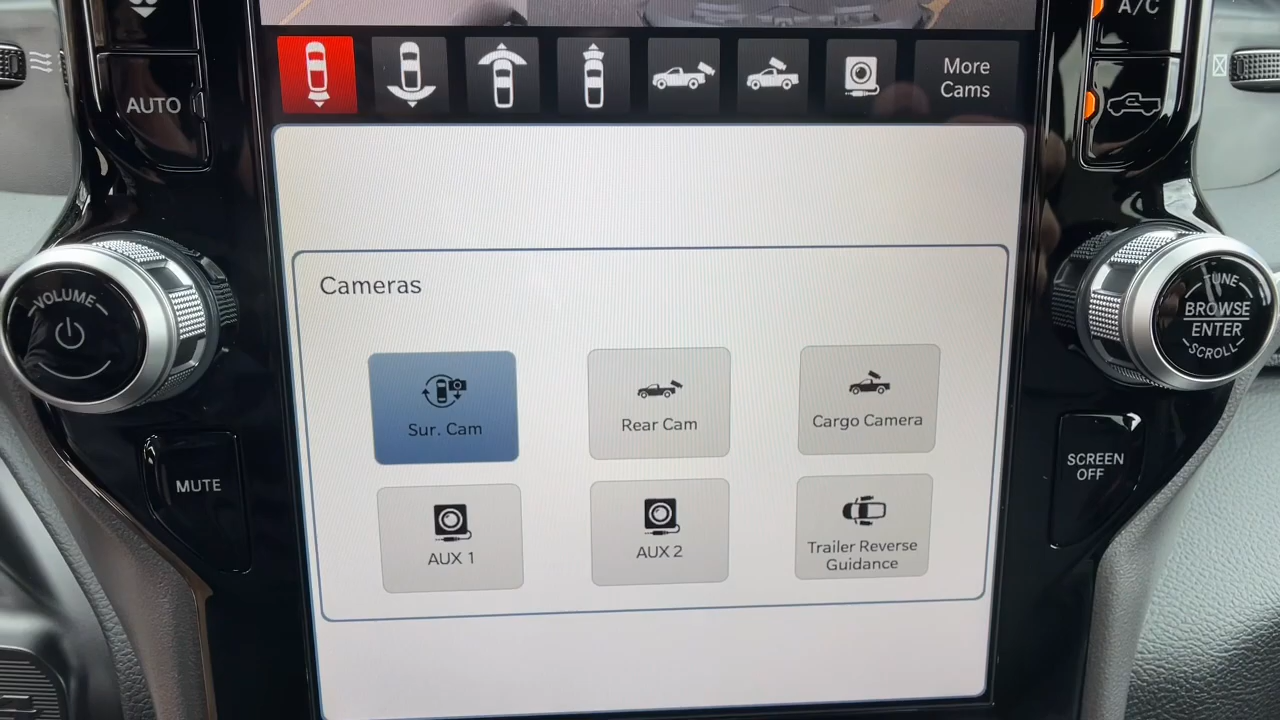 A/C
More
Cams
AUTO
Cameras
VOLUME
TUNE
BROWSE
ENTER
SCROLL
Sur. Cam
Rear Cam
Cargo Camera
MUTE
SCREEN
OFF
AUX 1
AUX 2
Trailer Reverse
Guidance